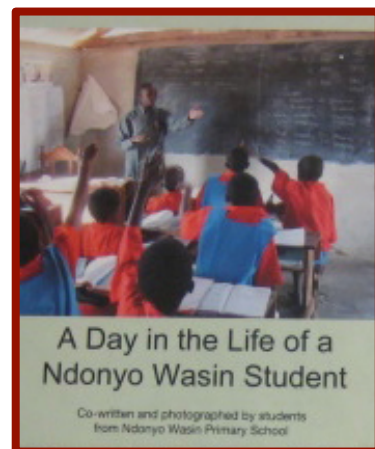 A Day in the Life of a
Ndonyo Wasin Student
Co-written and photographed by students
from Ndonyo Wasin Primary School